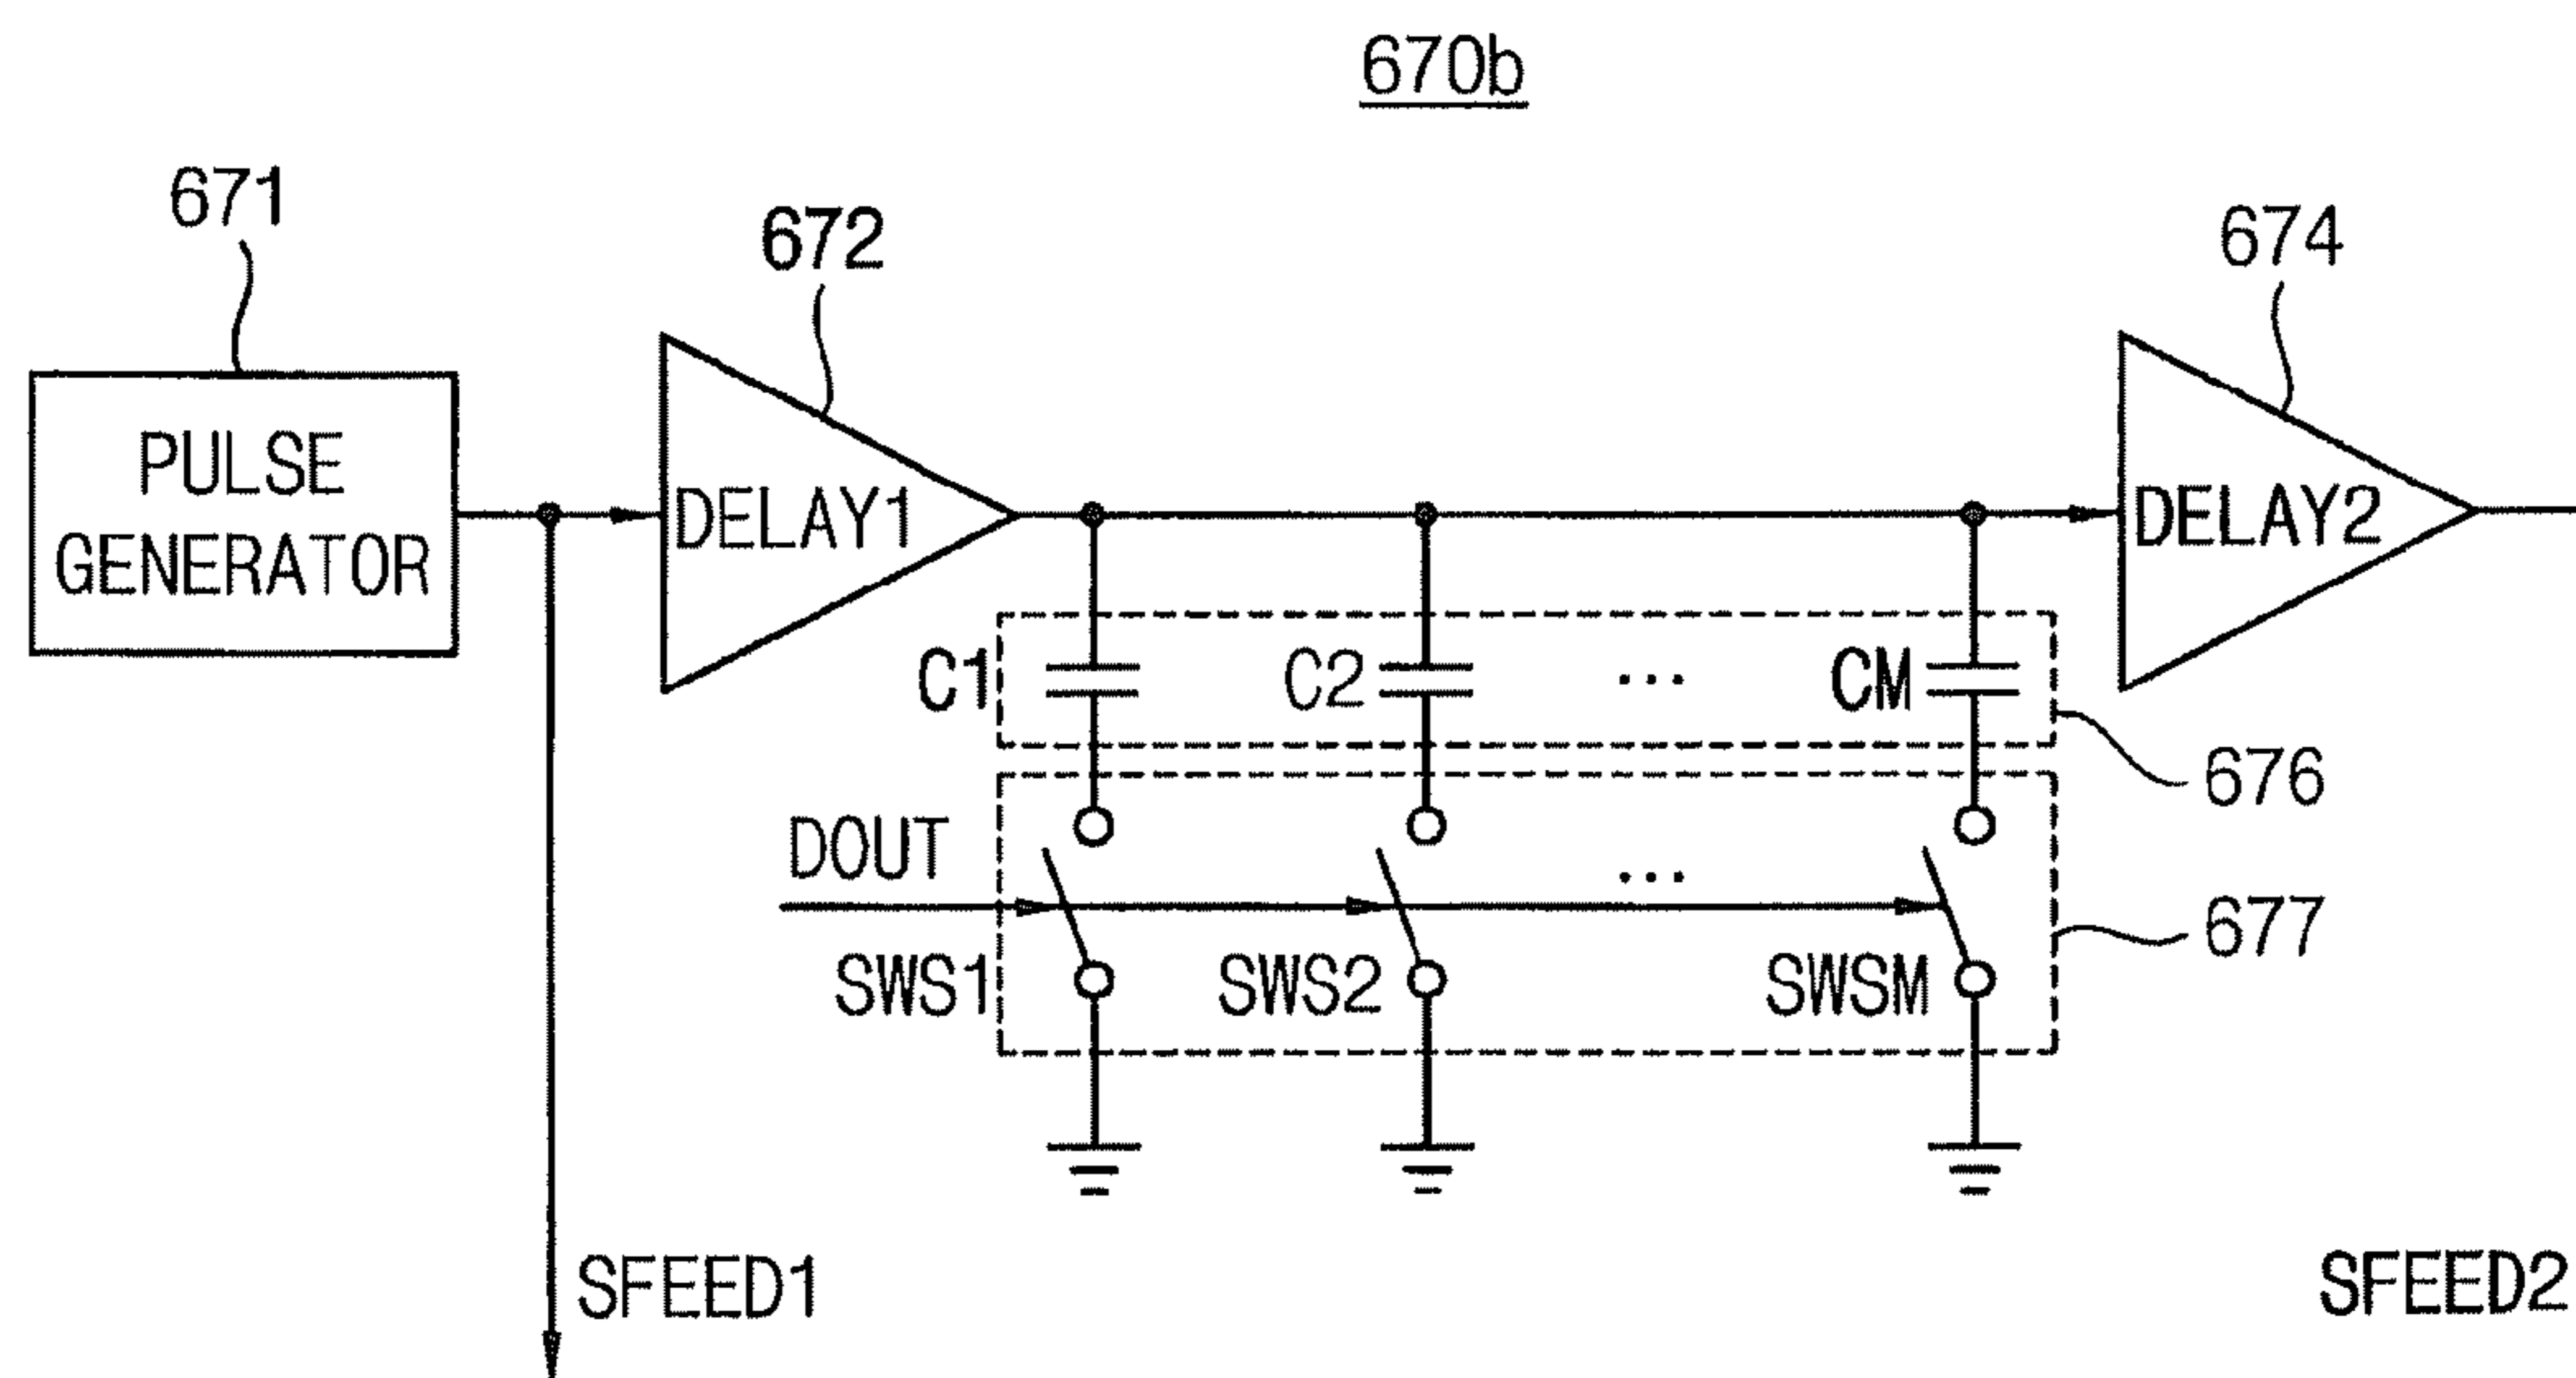 670b
671
672
674
PULSE
GENERATOR
DELAY1
DELAY2
C1
C2
...
CM
676
DOUT
...
677
SWS1
SWS2
SWSM
SFEED1
SFEED2